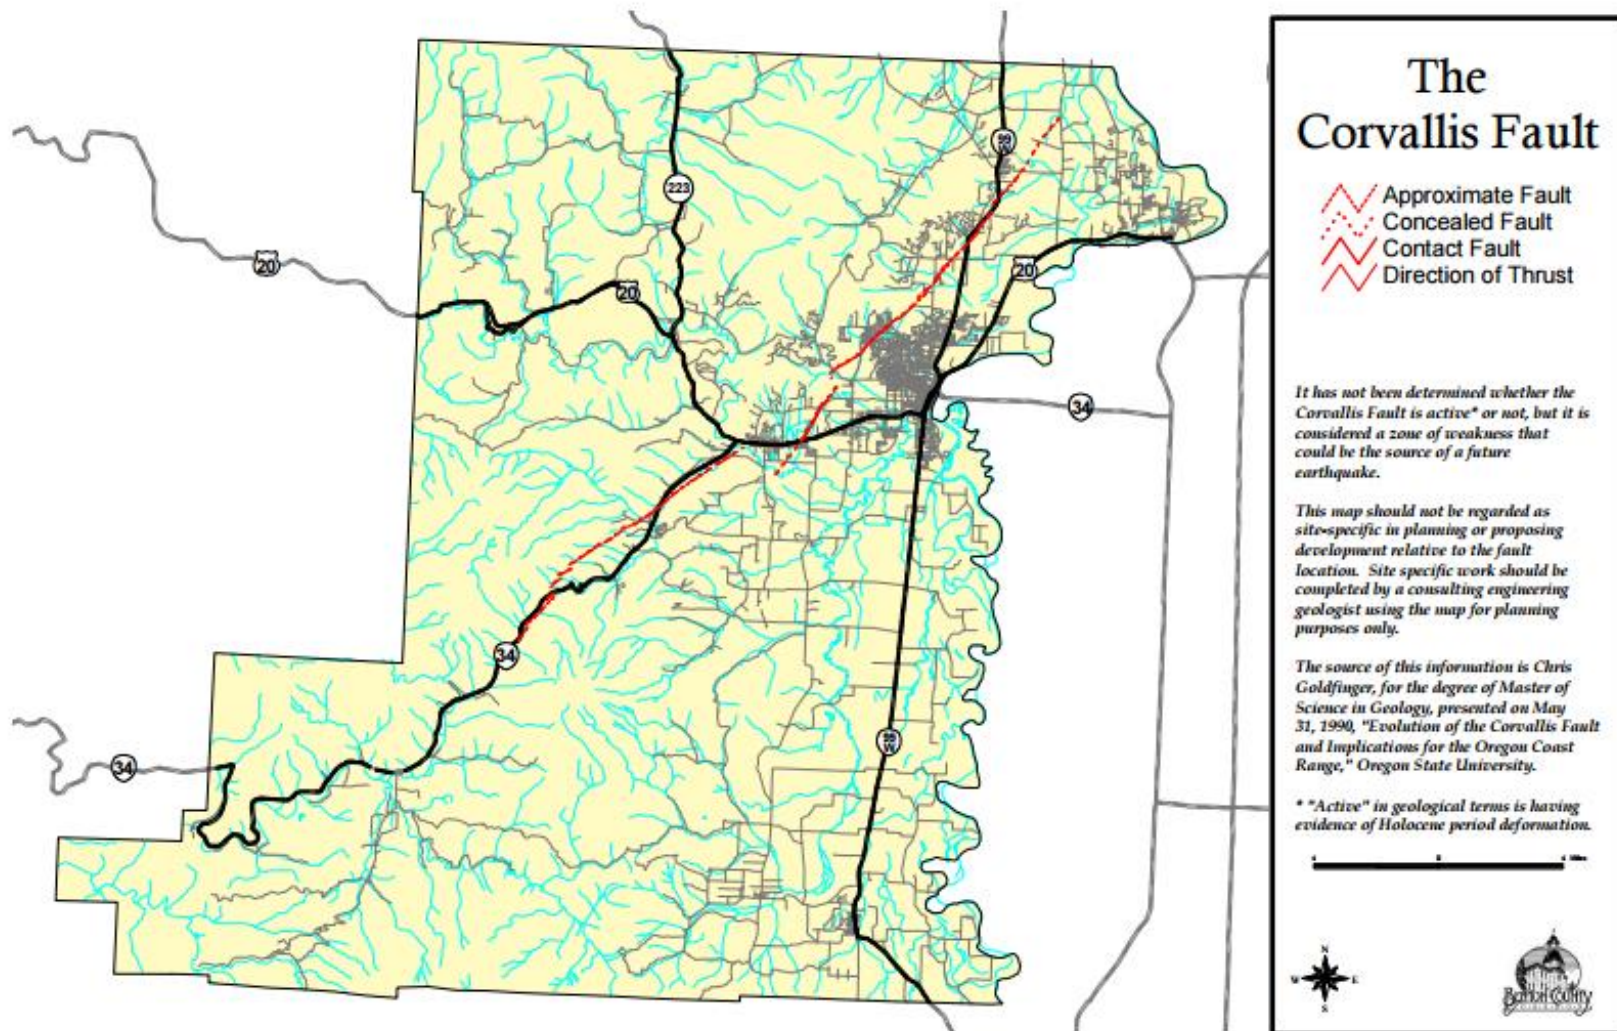 The
Corvallis Fault
Approximate Fault
Concealed Fault
Contact Fault
Direction of Thrust
It has not been determined whether the
Corvallis Fault is active* or not, but it is
considered a zone of weakness that
could be the source of a future
earthquake.
This map should not be regarded as
site-specific in planning or proposing
development relative to the fault
location. Site specific work should be
completed by a consulting engineering
geologist using the map for planning
purposes only.
The source of this information is Chris
Goldfinger, for the degree of Master of
Science in Geology, presented on May
31, 1990, "Evolution of the Corvallis Fault
and Implications for the Oregon Coast
Range," Oregon State University.
* "Active" in geological terms is having
evidence of Holocene period deformation.
4 0 4 Miles
N
W E
S
Benton County
99W
223
20
20
20
34
34
99W
34